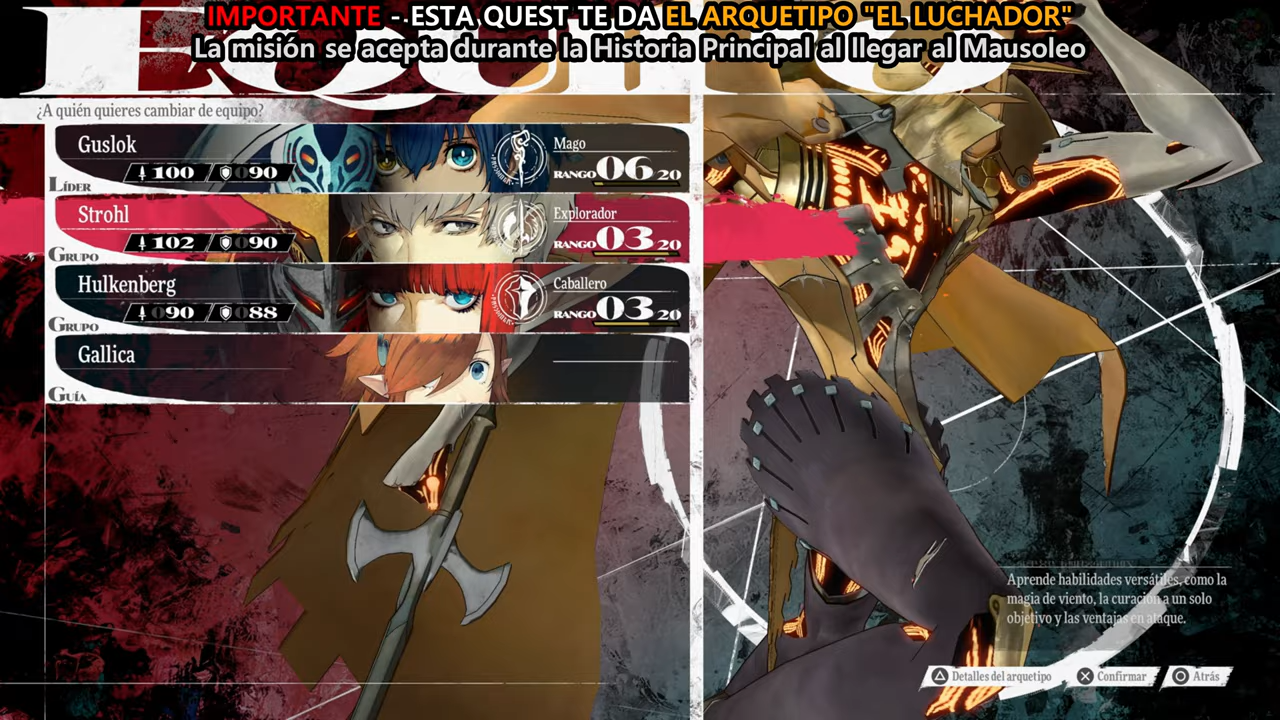 IMPORTANTE - ESTA QUEST TE DA EL ARQUETIPO "EL LUCHADOR"
La misión se acepta durante la Historia Principal al llegar al Mausoleo
EQUIPO
¿A quién quieres cambiar de equipo?
Guslok
Mago
100 090
RANGO 06 20
LÍDER
Strohl
Explorador
102 090
RANGO 03 20
GRUPO
Hulkenberg
Caballero
090 088
RANGO 03 20
GRUPO
Gallica
GUÍA
Aprende habilidades versátiles, como la
magia de viento, la curación a un solo
objetivo y las ventajas en ataque.
Detalles del arquetipo Confirmar Atrás